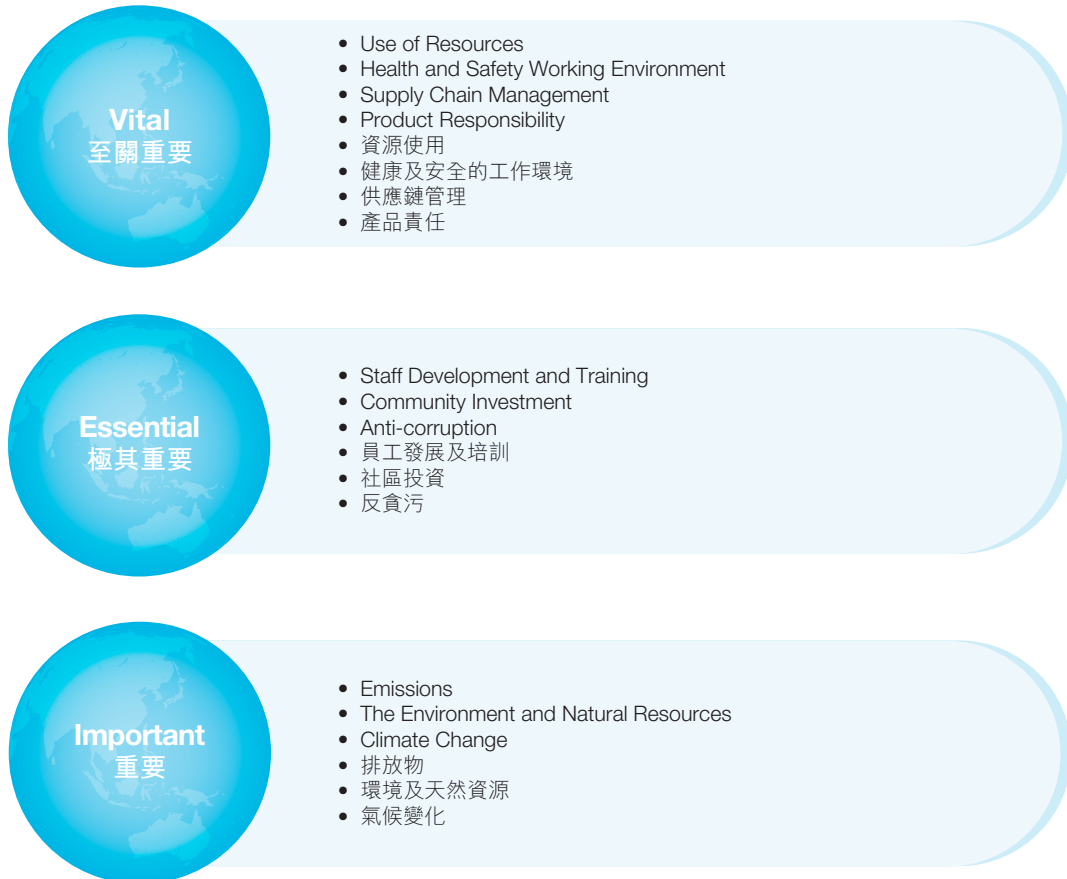 Vital
至關重要
• Use of Resources
• Health and Safety Working Environment
• Supply Chain Management
• Product Responsibility
• 資源使用
• 健康及安全的工作環境
• 供應鏈管理
• 產品責任
Essential
極其重要
• Staff Development and Training
• Community Investment
• Anti-corruption
• 員工發展及培訓
• 社區投資
• 反貪污
Important
重要
• Emissions
• The Environment and Natural Resources
• Climate Change
• 排放物
• 環境及天然資源
• 氣候變化